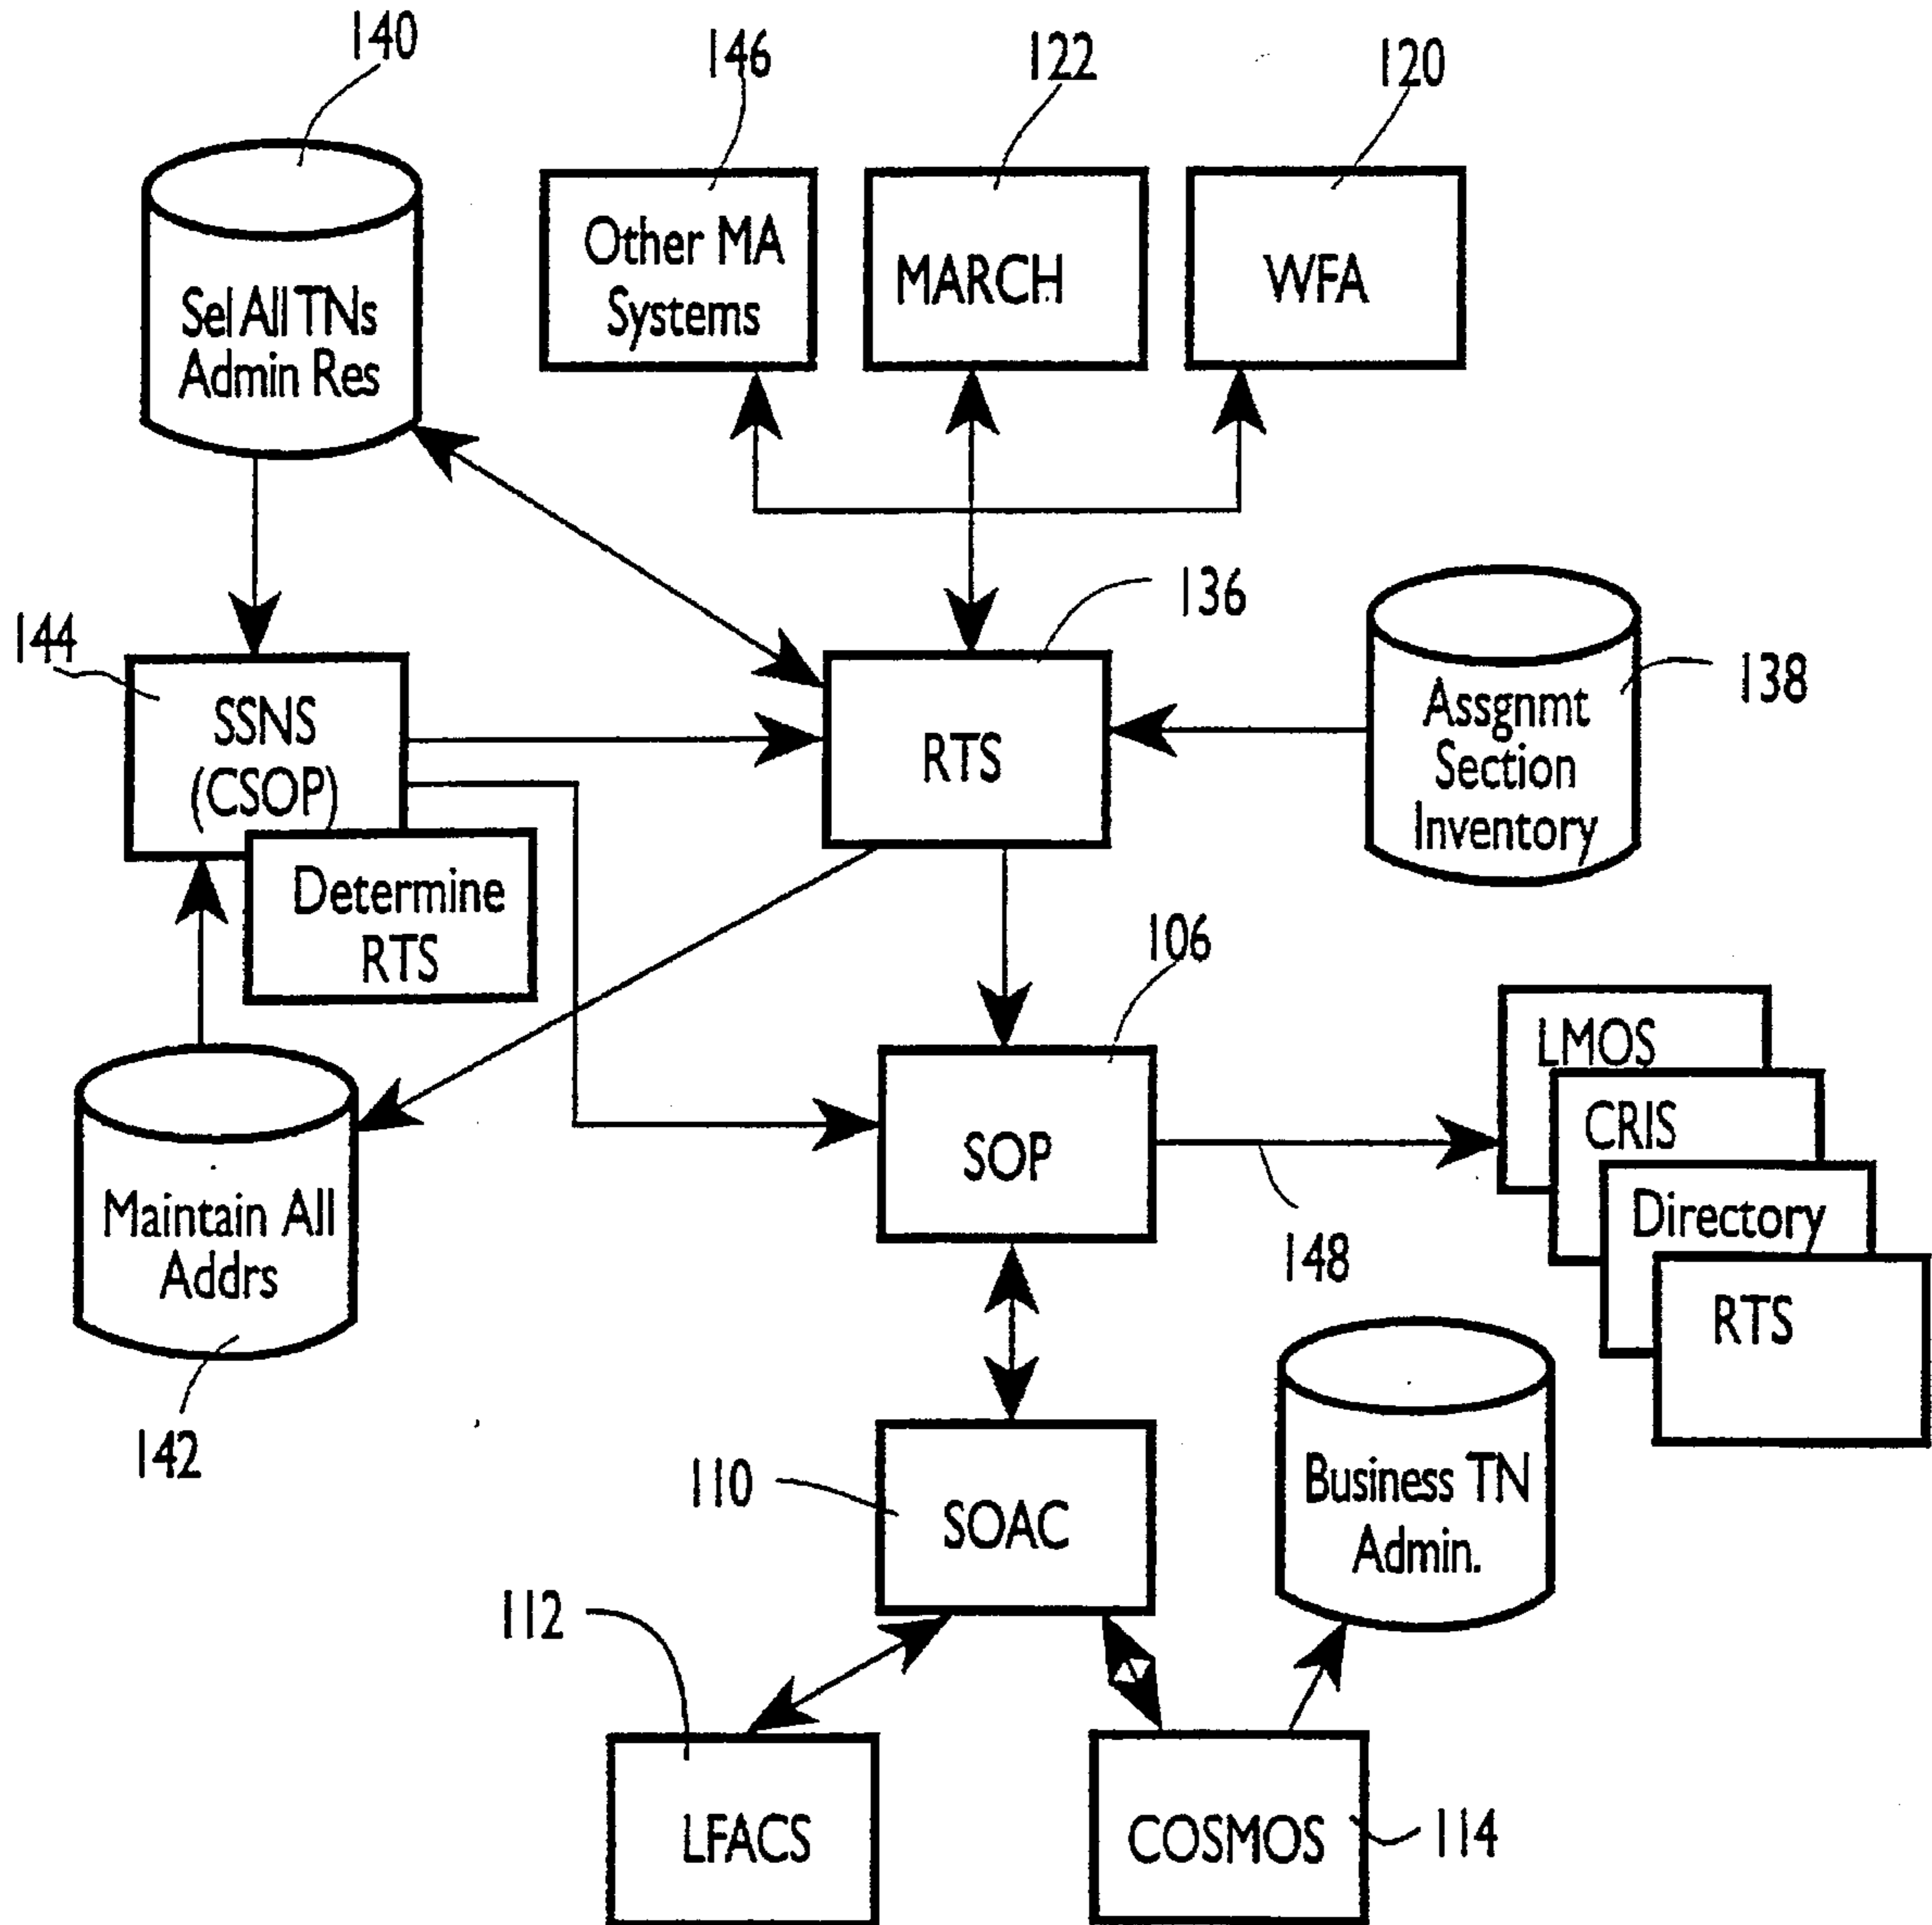 140
146
122
120
Sel All TNs
Admin Res
Other MA
Systems
MARCH
WFA
144
SSNS
(CSOP)
Determine
RTS
136
RTS
138
Assgnmt
Section
Inventory
106
SOP
148
LMOS
CRIS
Directory
RTS
Maintain All
Addrs
142
110
SOAC
Business TN
Admin.
112
LFACS
COSMOS
114